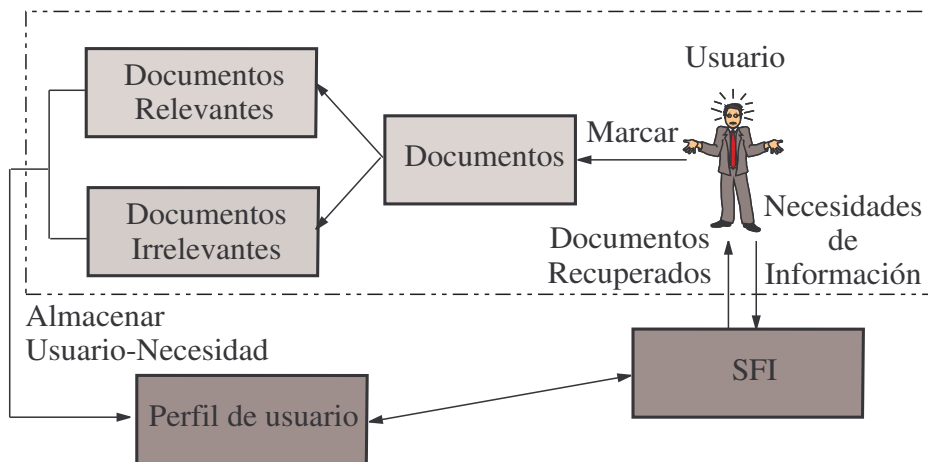 Documentos
Relevantes
Usuario
Marcar
Documentos
Documentos
Irrelevantes
Necesidades
de
Información
Documentos
Recuperados
Almacenar
Usuario-Necesidad
SFI
Perfil de usuario